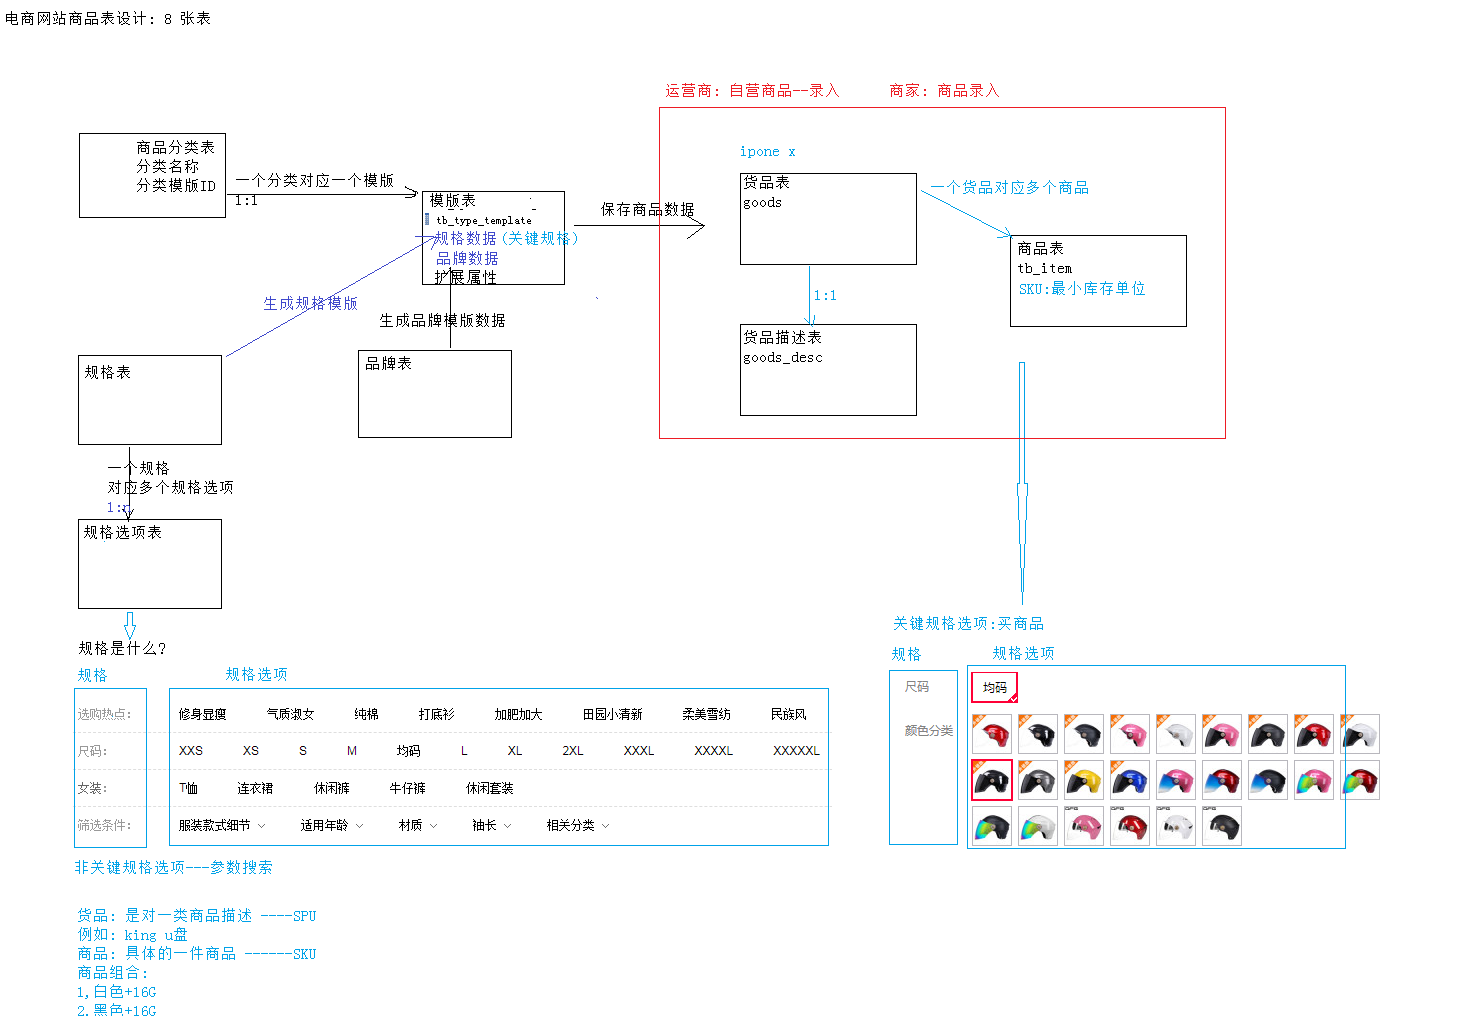 电商网站商品表设计：8 张表
运营商：自营商品--录入
商家：商品录入
商品分类表
分类名称
分类模版ID
一个分类对应一个模版
1:1
模版表
tb_type_template
规格数据(关键规格)
品牌数据
扩展属性
保存商品数据
ipone x
货品表
goods
一个货品对应多个商品
商品表
tb_item
SKU:最小库存单位
1:1
货品描述表
goods_desc
生成规格模版
生成品牌模版数据
规格表
品牌表
一个规格
对应多个规格选项
1:n
规格选项表
规格是什么?
规格
规格选项
选购热点：
修身显瘦 气质淑女 纯棉 打底衫 加肥加大 田园小清新 柔美雪纺 民族风
尺码：
XXS XS S M 均码 L XL 2XL XXXL XXXXL XXXXXL
女装：
T恤 连衣裙 休闲裤 牛仔裤 休闲套装
筛选条件：
服装款式细节 适用年龄 材质 袖长 相关分类
非关键规格选项---参数搜索
关键规格选项:买商品
规格
规格选项
尺码
均码
颜色分类
货品：是对一类商品描述 ----SPU
例如：king u盘
商品：具体的一件商品 ------SKU
商品组合：
1,白色+16G
2.黑色+16G